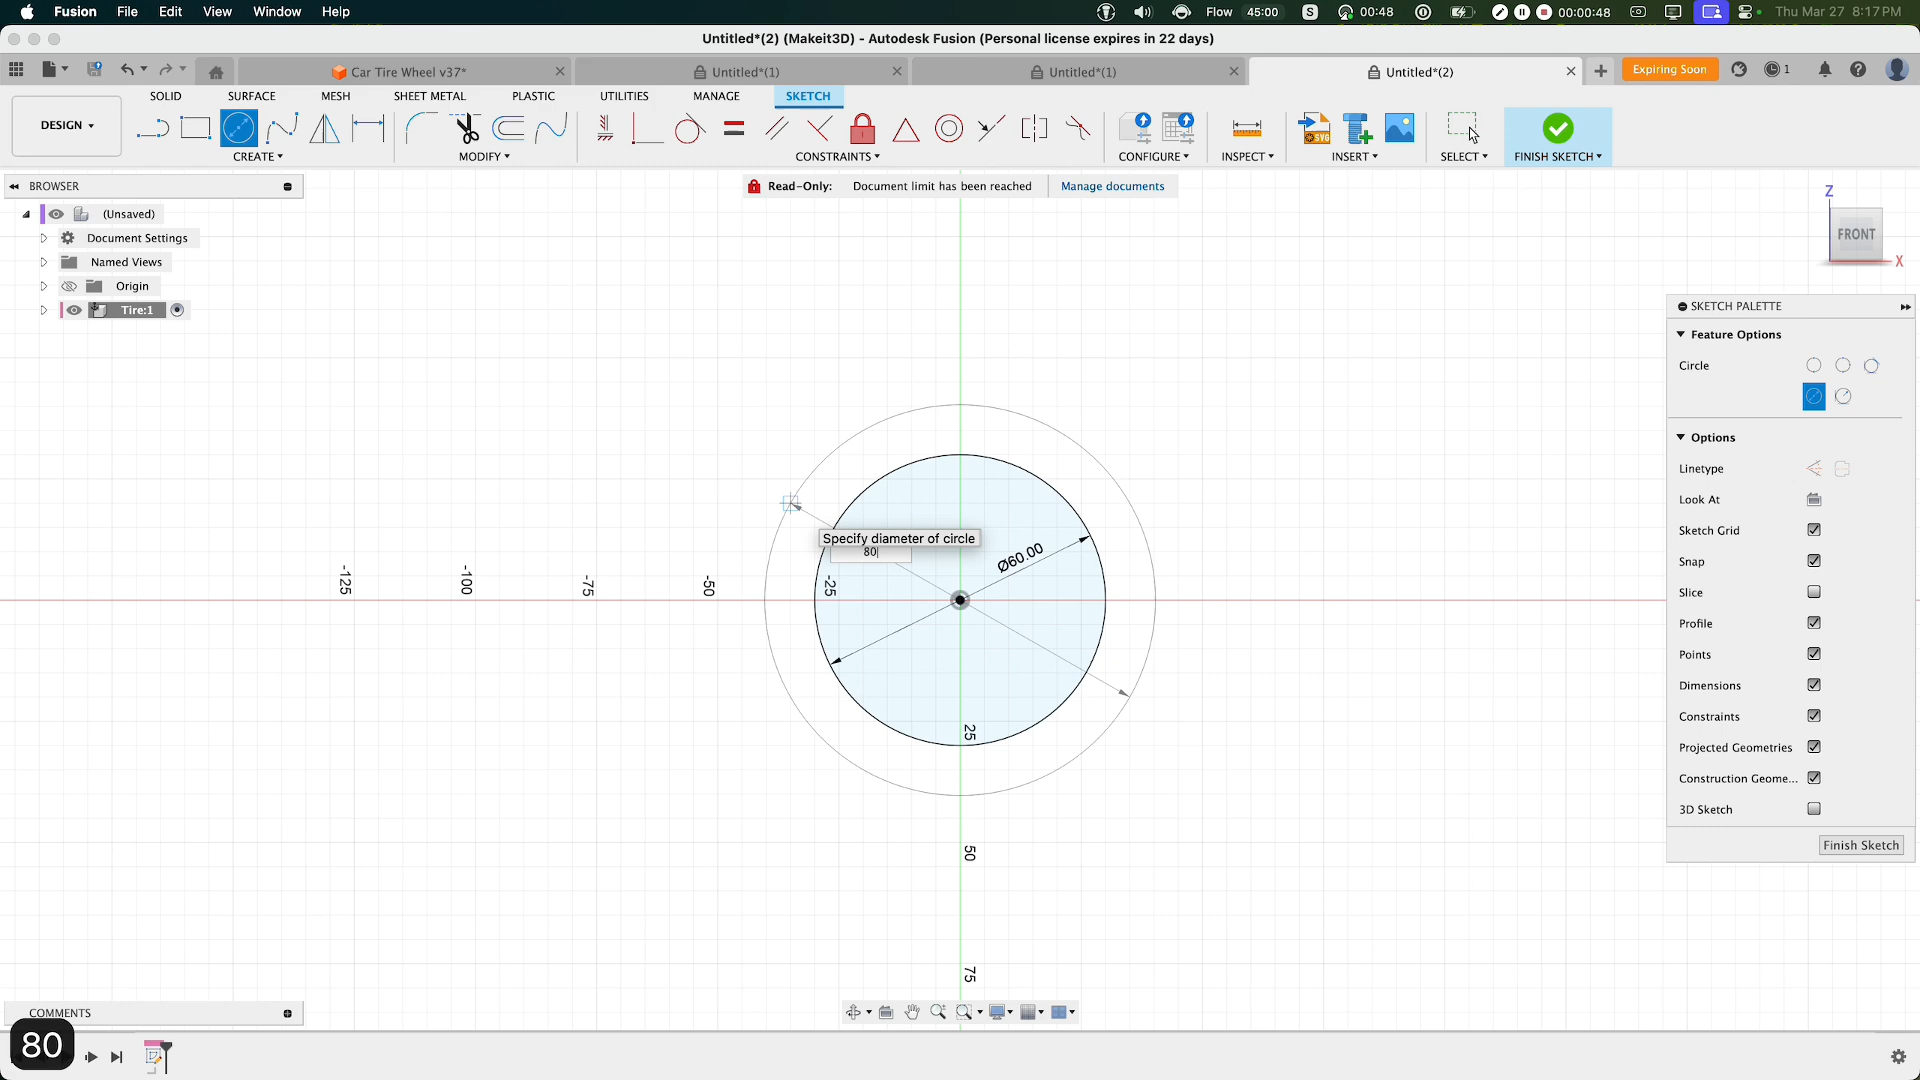 Fusion File Edit View Window Help Flow 45:00 S 00:48 00:00:48 Thu Mar 27 8:17 PM
Untitled*(2) (Makeit3D) - Autodesk Fusion (Personal license expires in 22 days)
Car Tire Wheel v37* Untitled*(1) Untitled*(1) Untitled*(2) Expiring Soon 1
SOLID SURFACE MESH SHEET METAL PLASTIC UTILITIES MANAGE SKETCH
DESIGN
CREATE MODIFY CONSTRAINTS CONFIGURE INSPECT INSERT SELECT FINISH SKETCH
SVG
BROWSER
Read-Only: Document limit has been reached Manage documents
(Unsaved)
Document Settings
Named Views
Origin
Tire:1
Z
FRONT
X
SKETCH PALETTE
Feature Options
Circle
Options
Linetype
Look At
Sketch Grid
Snap
Slice
Profile
Points
Dimensions
Constraints
Projected Geometries
Construction Geome...
3D Sketch
Finish Sketch
Specify diameter of circle
80
Ø60.00
-125
-100
-75
-50
-25
25
50
75
COMMENTS
80